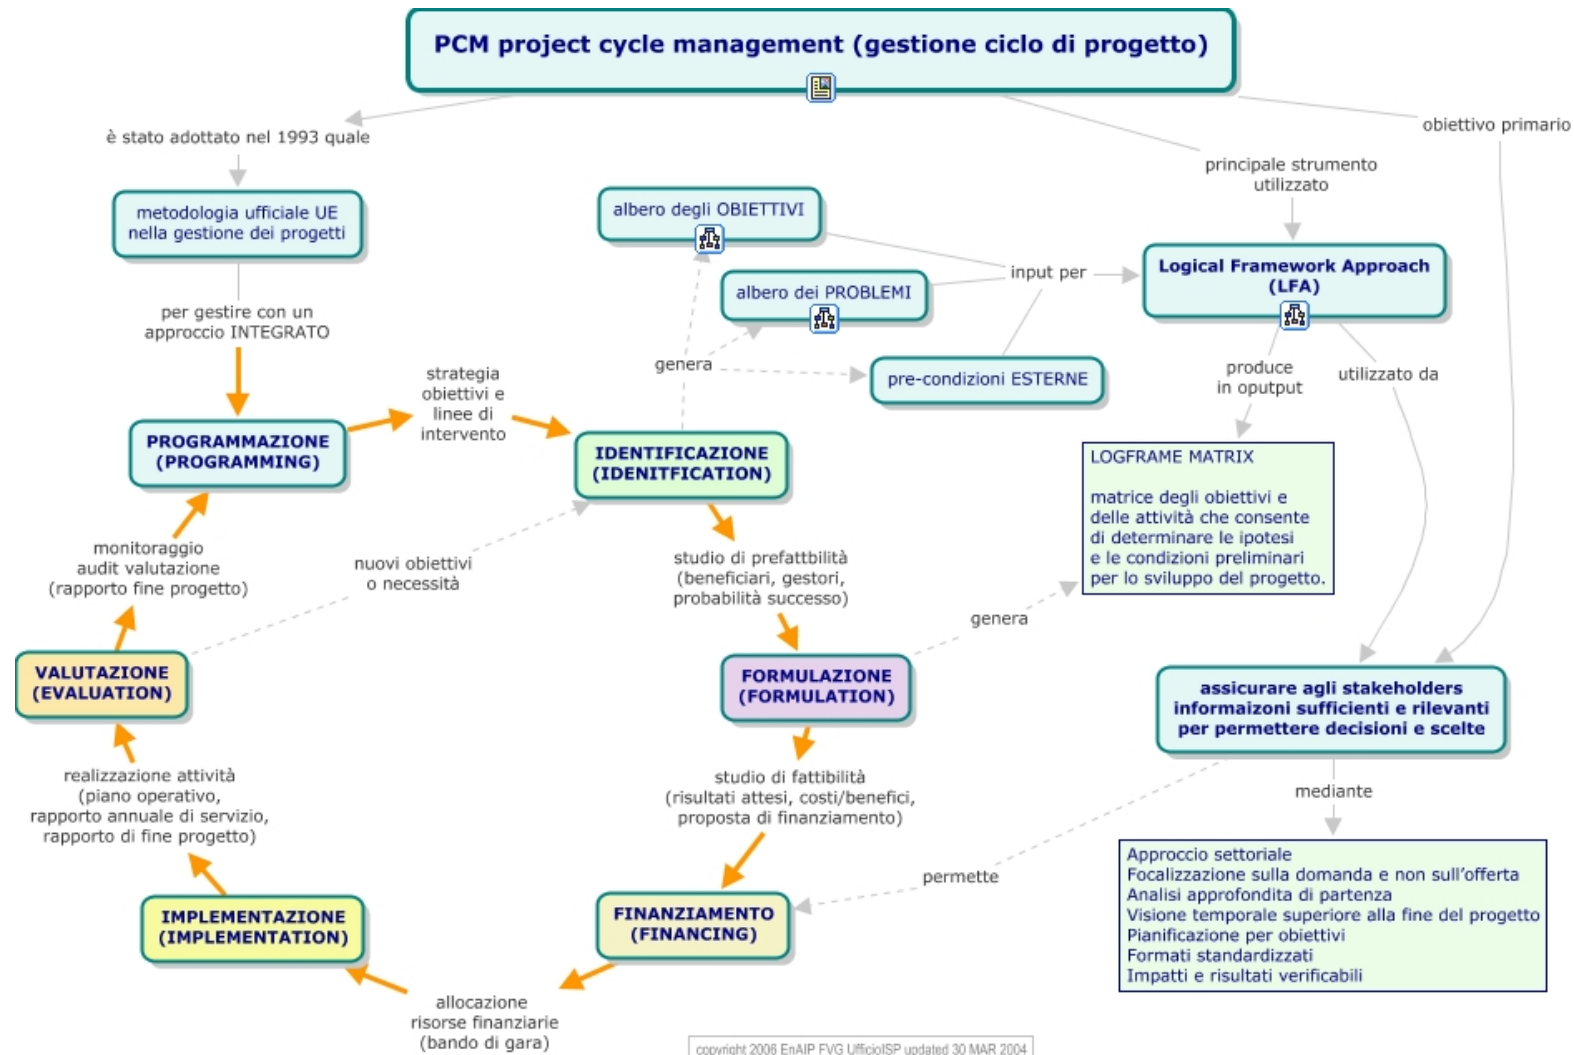 PCM project cycle management (gestione ciclo di progetto)
è stato adottato nel 1993 quale
obiettivo primario
principale strumento
utilizzato
metodologia ufficiale UE
nella gestione dei progetti
albero degli OBIETTIVI
albero dei PROBLEMI
input per
Logical Framework Approach
(LFA)
per gestire con un
approccio INTEGRATO
genera
pre-condizioni ESTERNE
produce
in oputput
utilizzato da
strategia
obiettivi e
linee di
intervento
PROGRAMMAZIONE
(PROGRAMMING)
IDENTIFICAZIONE
(IDENITFICATION)
LOGFRAME MATRIX
matrice degli obiettivi e
delle attività che consente
di determinare le ipotesi
e le condizioni preliminari
per lo sviluppo del progetto.
monitoraggio
audit valutazione
(rapporto fine progetto)
nuovi obiettivi
o necessità
studio di prefattbilità
(beneficiari, gestori,
probabilità successo)
genera
VALUTAZIONE
(EVALUATION)
FORMULAZIONE
(FORMULATION)
assicurare agli stakeholders
informaizoni sufficienti e rilevanti
per permettere decisioni e scelte
realizzazione attività
(piano operativo,
rapporto annuale di servizio,
rapporto di fine progetto)
studio di fattibilità
(risultati attesi, costi/benefici,
proposta di finanziamento)
mediante
permette
Approccio settoriale
Focalizzazione sulla domanda e non sull'offerta
Analisi approfondita di partenza
Visione temporale superiore alla fine del progetto
Pianificazione per obiettivi
Formati standardizzati
Impatti e risultati verificabili
IMPLEMENTAZIONE
(IMPLEMENTATION)
FINANZIAMENTO
(FINANCING)
allocazione
risorse finanziarie
(bando di gara)
copyright 2006 EnAIP FVG UfficioISP updated 30 MAR 2004